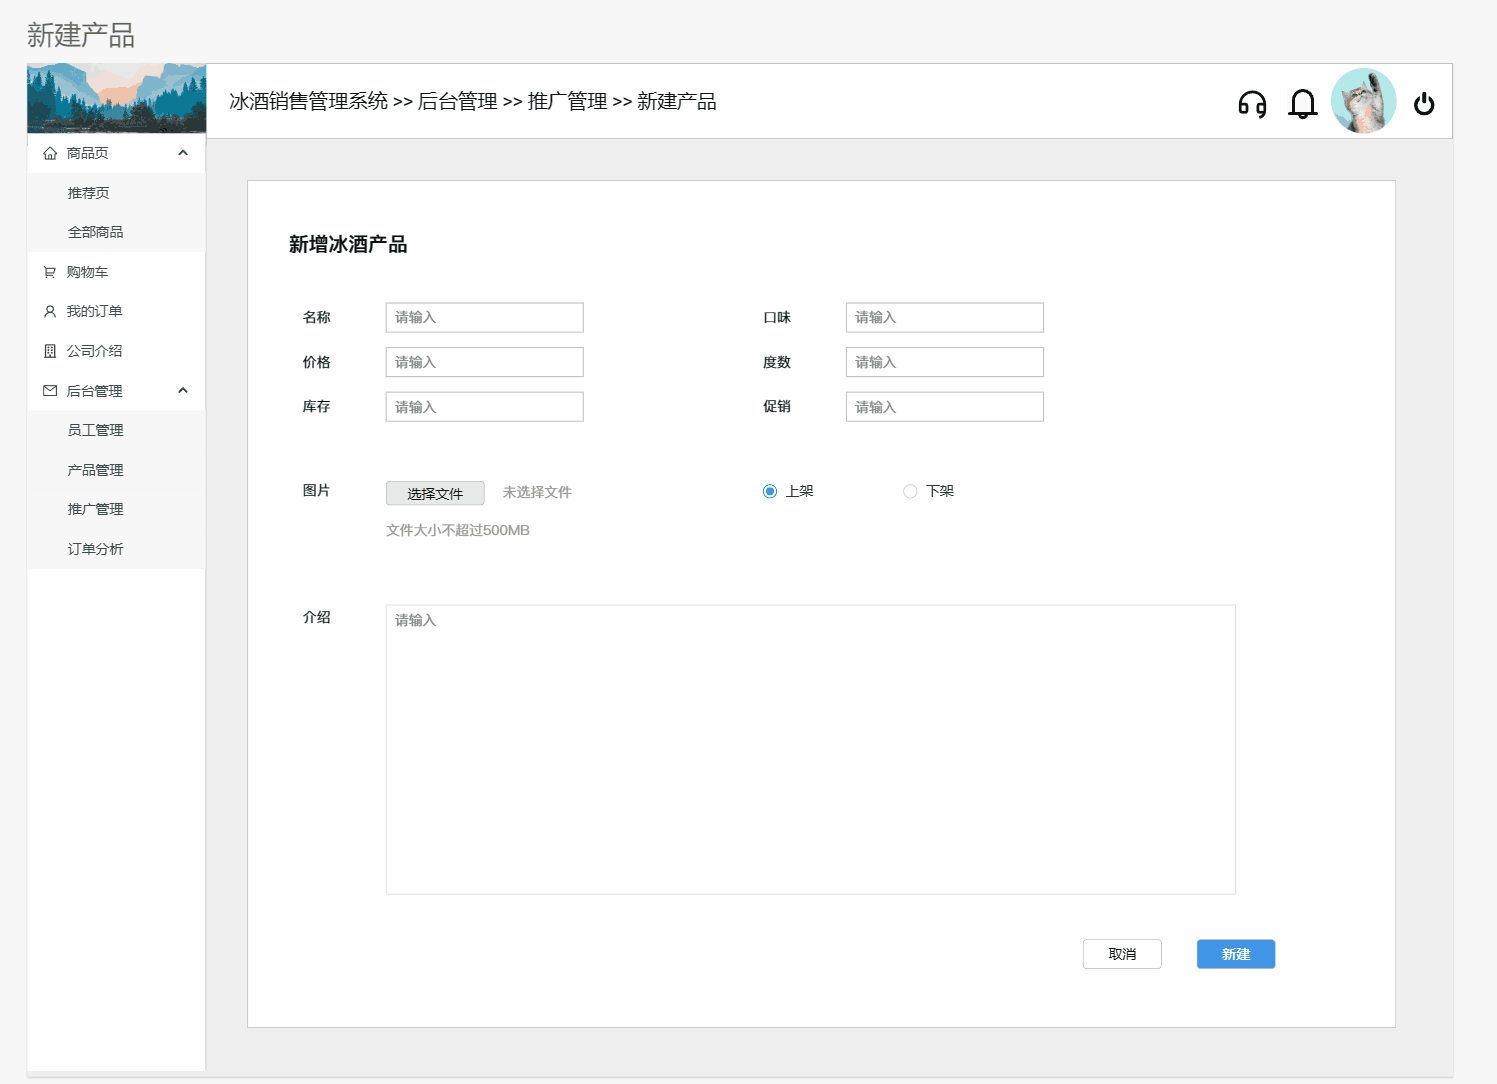 新建产品
冰酒销售管理系统 >> 后台管理 >> 推广管理 >> 新建产品
商品页
推荐页
全部商品
购物车
我的订单
公司介绍
后台管理
员工管理
产品管理
推广管理
订单分析
新增冰酒产品
名称 请输入 口味 请输入
价格 请输入 度数 请输入
库存 请输入 促销 请输入
图片 选择文件 未选择文件 上架 下架
文件大小不超过500MB
介绍 请输入
取消 新建